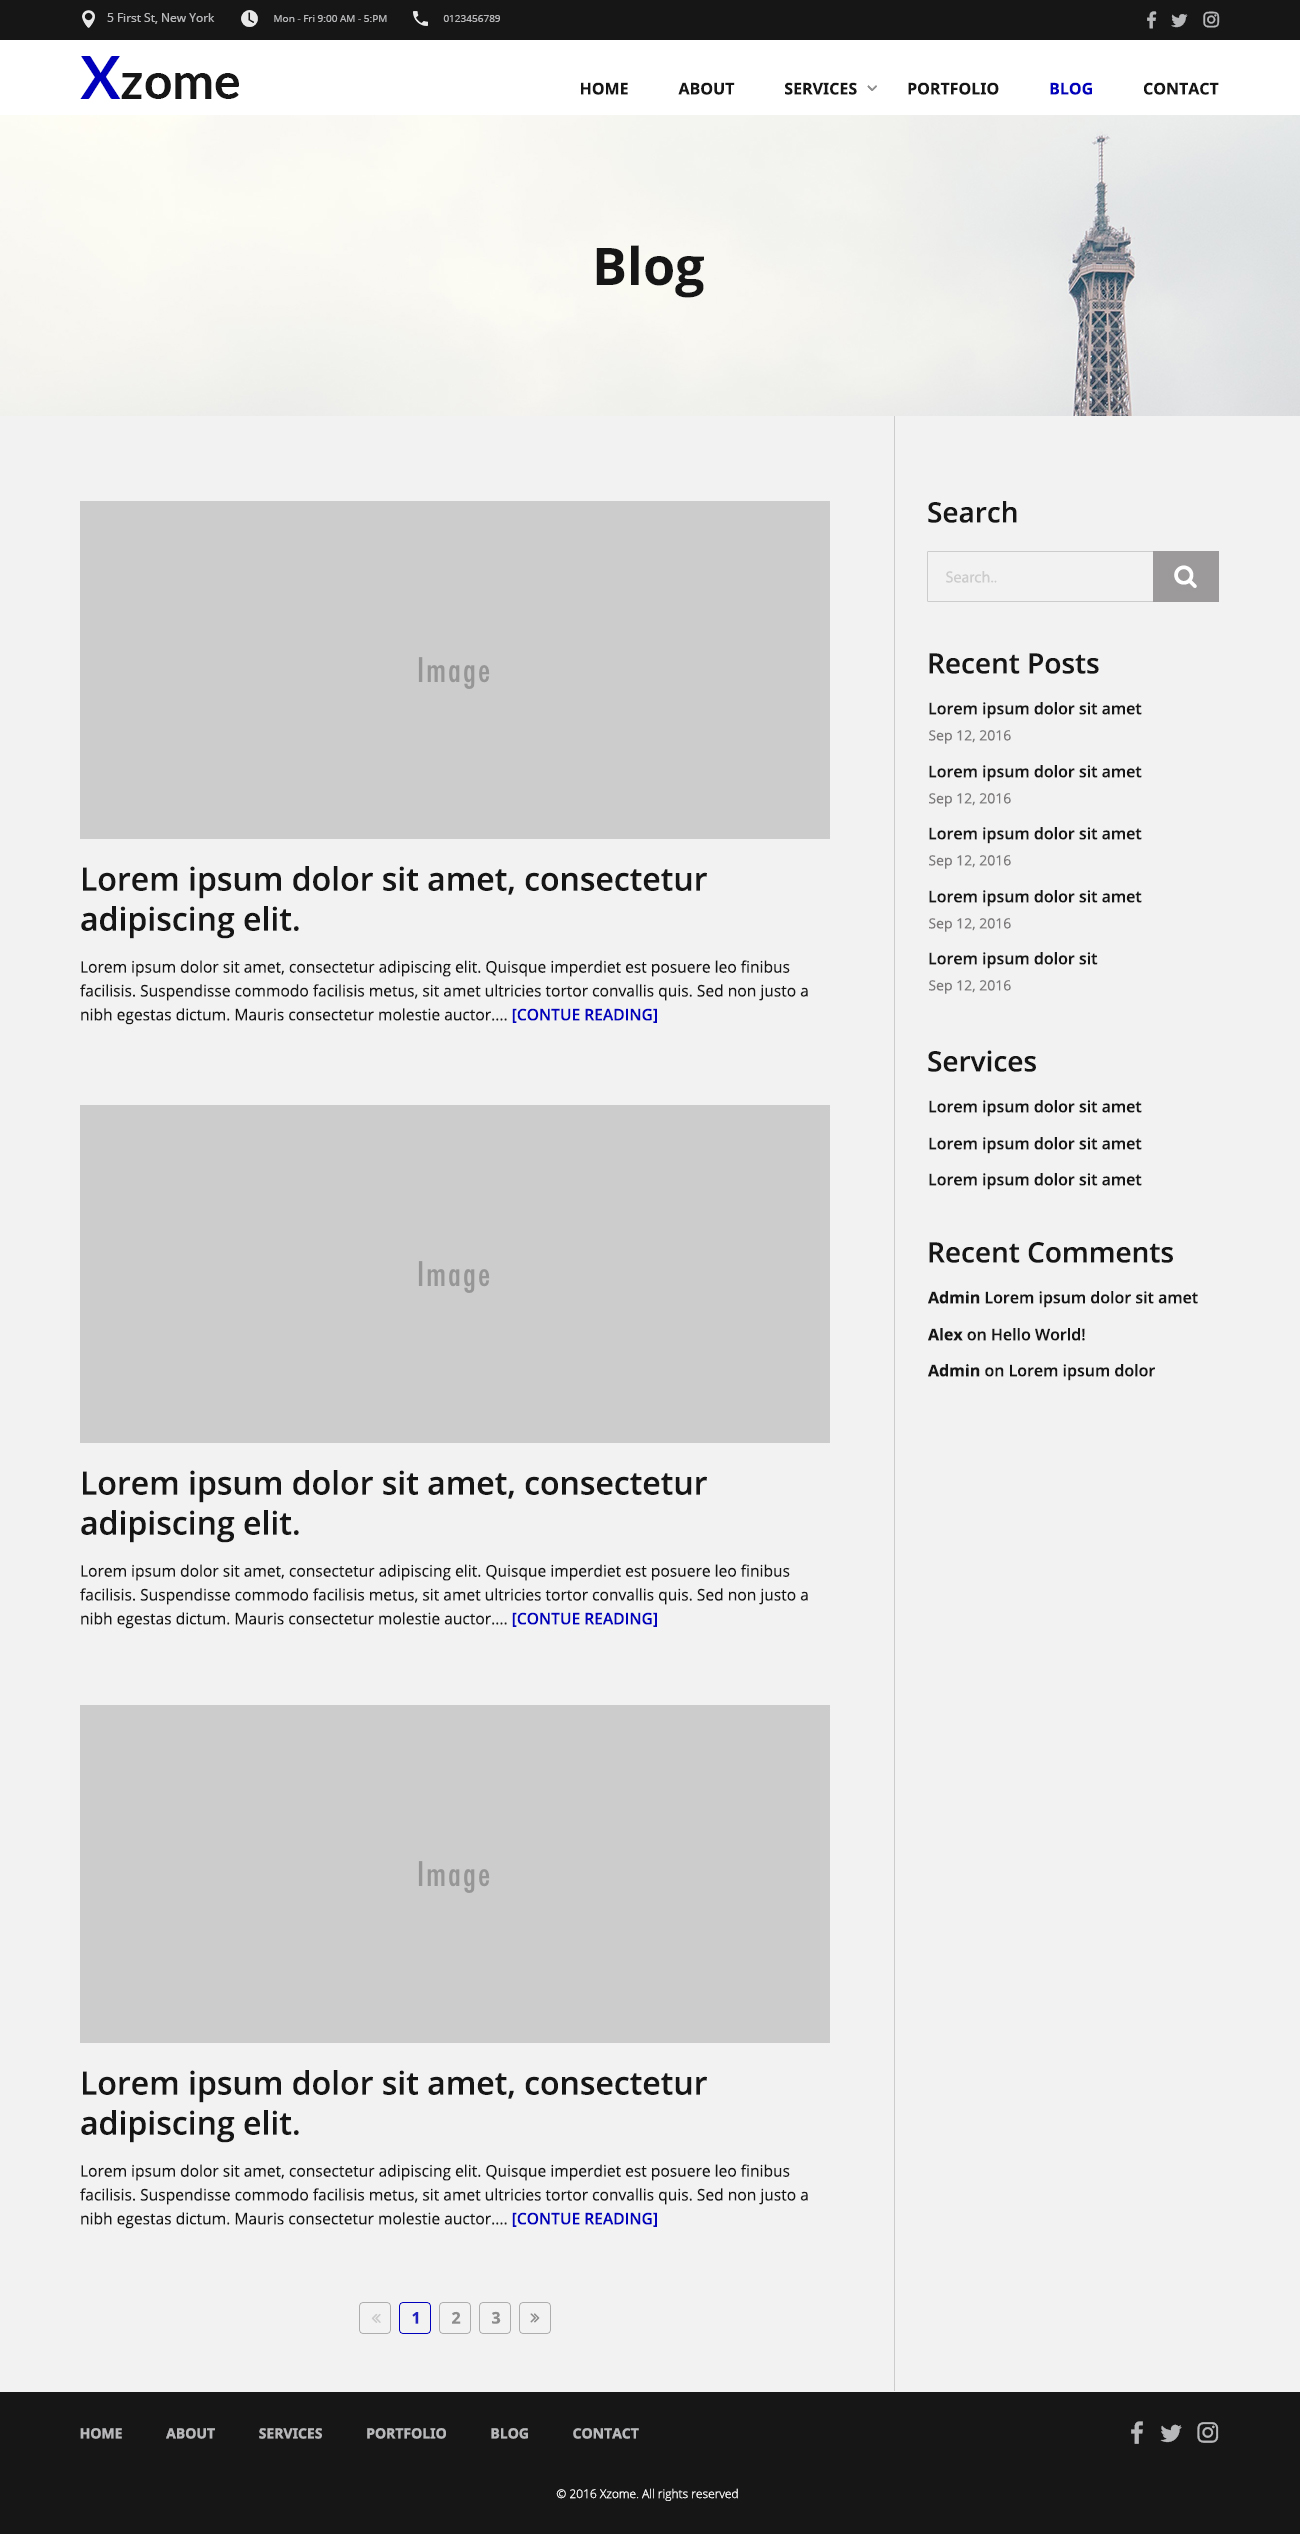 5 First St, New York Mon - Fri 9:00 AM - 5:PM 0123456789
Xzome
HOME ABOUT SERVICES PORTFOLIO BLOG CONTACT
Blog
Image
Lorem ipsum dolor sit amet, consectetur
adipiscing elit.
Lorem ipsum dolor sit amet, consectetur adipiscing elit. Quisque imperdiet est posuere leo finibus
facilisis. Suspendisse commodo facilisis metus, sit amet ultricies tortor convallis quis. Sed non justo a
nibh egestas dictum. Mauris consectetur molestie auctor.... [CONTUE READING]
Image
Lorem ipsum dolor sit amet, consectetur
adipiscing elit.
Lorem ipsum dolor sit amet, consectetur adipiscing elit. Quisque imperdiet est posuere leo finibus
facilisis. Suspendisse commodo facilisis metus, sit amet ultricies tortor convallis quis. Sed non justo a
nibh egestas dictum. Mauris consectetur molestie auctor.... [CONTUE READING]
Image
Lorem ipsum dolor sit amet, consectetur
adipiscing elit.
Lorem ipsum dolor sit amet, consectetur adipiscing elit. Quisque imperdiet est posuere leo finibus
facilisis. Suspendisse commodo facilisis metus, sit amet ultricies tortor convallis quis. Sed non justo a
nibh egestas dictum. Mauris consectetur molestie auctor.... [CONTUE READING]
« 1 2 3 »
Search
Search..
Recent Posts
Lorem ipsum dolor sit amet
Sep 12, 2016
Lorem ipsum dolor sit amet
Sep 12, 2016
Lorem ipsum dolor sit amet
Sep 12, 2016
Lorem ipsum dolor sit amet
Sep 12, 2016
Lorem ipsum dolor sit
Sep 12, 2016
Services
Lorem ipsum dolor sit amet
Lorem ipsum dolor sit amet
Lorem ipsum dolor sit amet
Recent Comments
Admin Lorem ipsum dolor sit amet
Alex on Hello World!
Admin on Lorem ipsum dolor
HOME ABOUT SERVICES PORTFOLIO BLOG CONTACT
© 2016 Xzome. All rights reserved